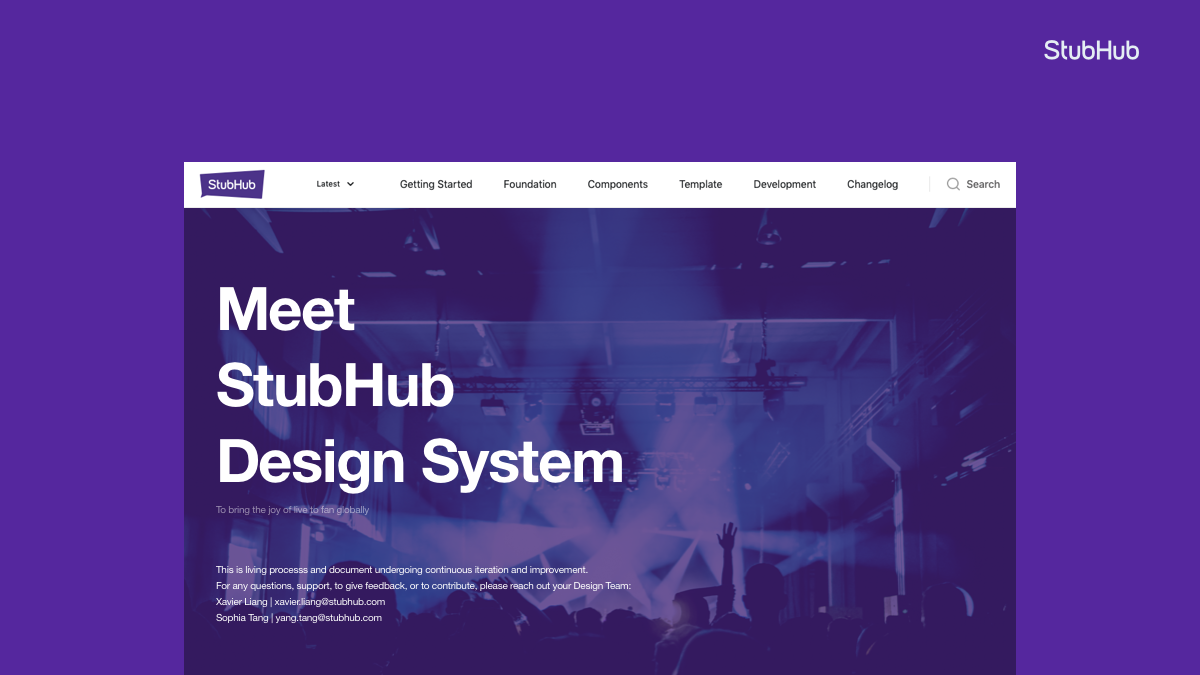 StubHub
StubHub
Latest
Getting Started
Foundation
Components
Template
Development
Changelog
Search
Meet
StubHub
Design System
To bring the joy of live to fan globally
This is living processs and document undergoing continuous iteration and improvement.
For any questions, support, to give feedback, or to contribute, please reach out your Design Team:
Xavier Liang | xavier.liang@stubhub.com
Sophia Tang | yang.tang@stubhub.com